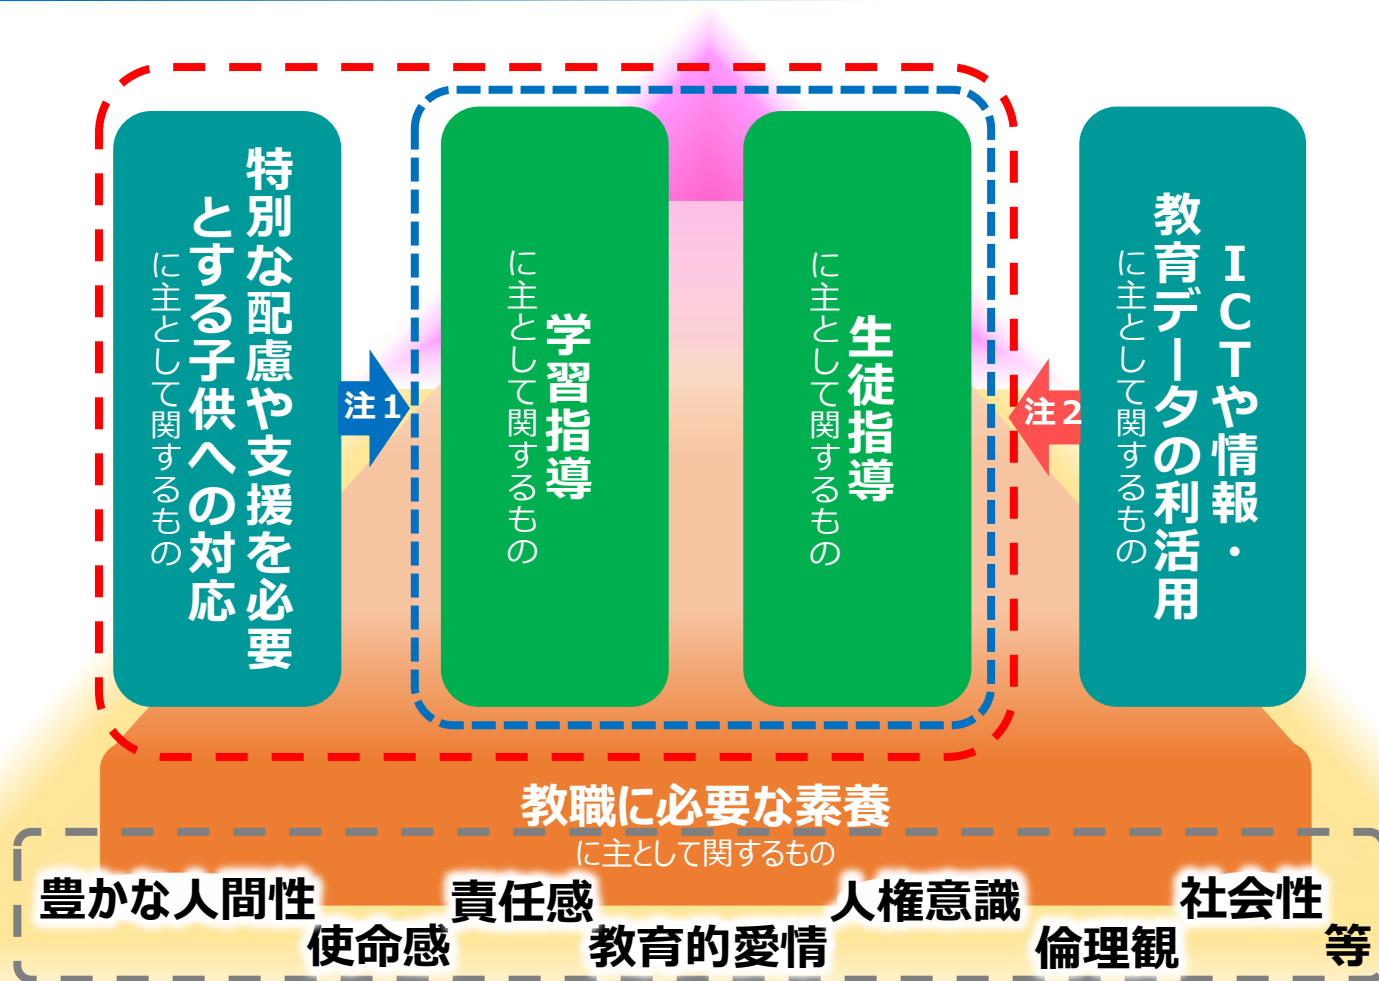 特別な配慮や支援を必要
とする子供への対応
に主として関するもの
注１
学習指導
に主として関するもの
生徒指導
に主として関するもの
注２
ＩＣＴや情報・
教育データの利活用
に主として関するもの
教職に必要な素養
に主として関するもの
豊かな人間性
使命感
責任感
教育的愛情
人権意識
倫理観
社会性
等